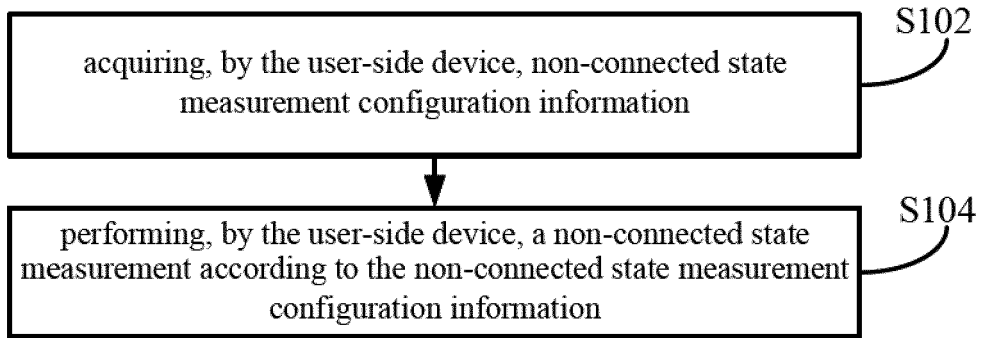 S102
acquiring, by the user-side device, non-connected state
measurement configuration information
S104
performing, by the user-side device, a non-connected state
measurement according to the non-connected state measurement
configuration information